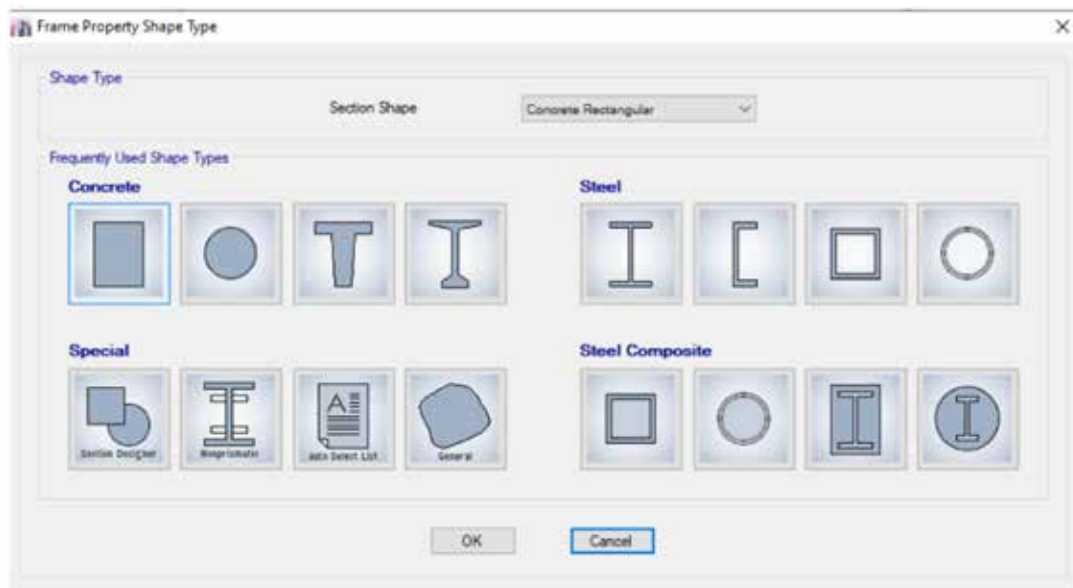 Frame Property Shape Type
Shape Type
Section Shape
Concrete Rectangular
Frequently Used Shape Types
Concrete
Steel
Special
Steel Composite
A
Section Designer
Nonprismatic
Auto Select List
General
OK
Cancel